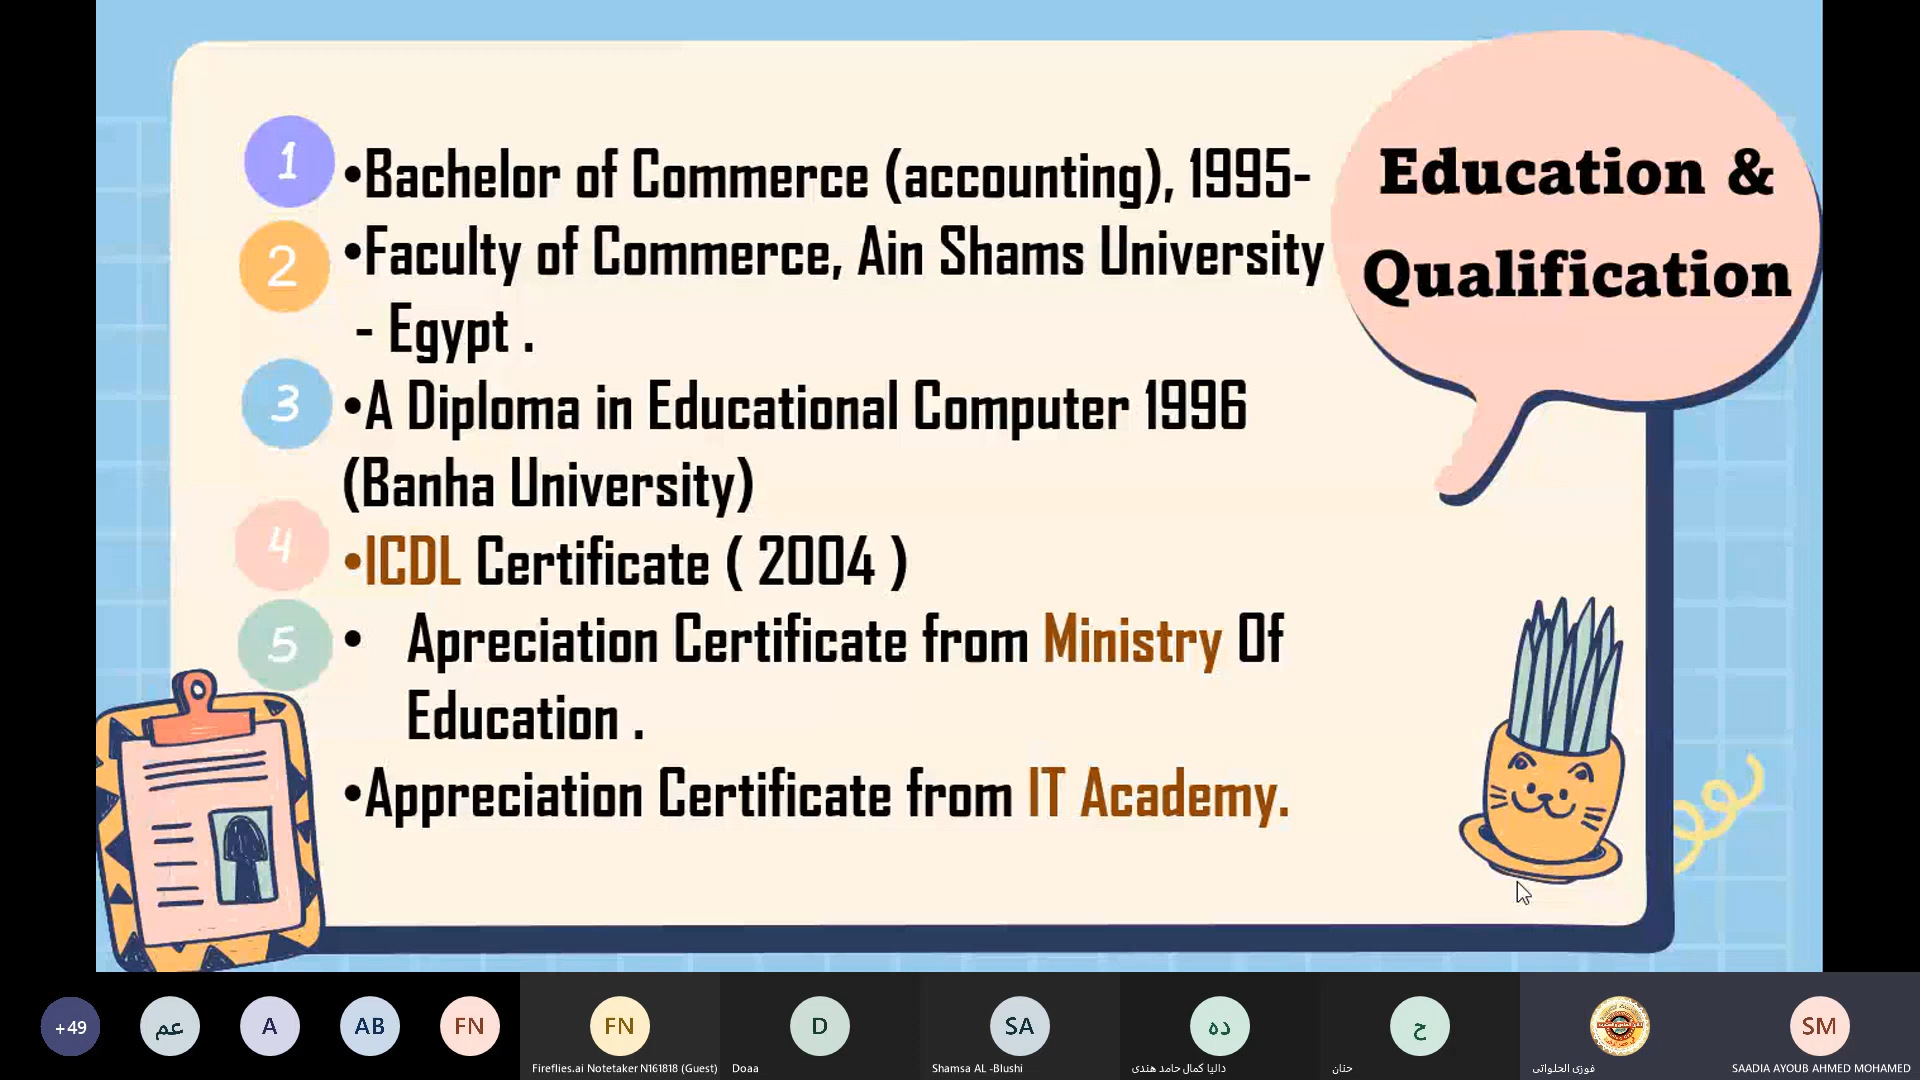 Education &
Qualification
1
•Bachelor of Commerce (accounting), 1995-
2
•Faculty of Commerce, Ain Shams University
- Egypt .
3
•A Diploma in Educational Computer 1996
(Banha University)
4
•ICDL Certificate ( 2004 )
5
• Apreciation Certificate from Ministry Of
Education .
•Appreciation Certificate from IT Academy.
+49
عم
A
AB
FN
FN
D
SA
ده
ح
SM
Fireflies.ai Notetaker N161818 (Guest)
Doaa
Shamsa AL -Blushi
داليا كمال حامد هندى
حنان
فوزى الحلواني
SAADIA AYOUB AHMED MOHAMED